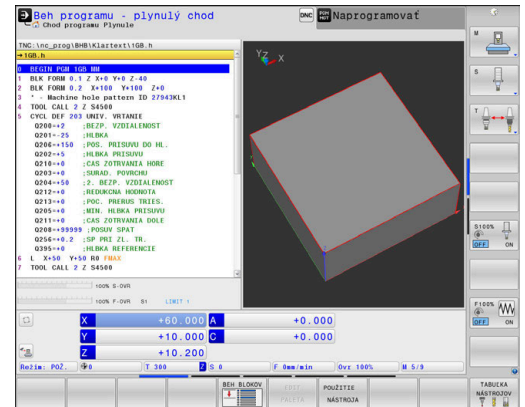 Beh programu - plynulý chod
Chod programu Plynule
DNC
Naprogramovať
TNC:\nc_prog\BHB\Klartext\1GB.h
→1GB.h
0 BEGIN PGM 1GB MM
1 BLK FORM 0.1 Z X+0 Y+0 Z-40
2 BLK FORM 0.2 X+100 Y+100 Z+0
3 * - Machine hole pattern ID 27943KL1
4 TOOL CALL 2 Z S4500
5 CYCL DEF 203 UNIV. VRTANIE
Q200=+2 ;BEZP. VZDIALENOST
Q201=-25 ;HLBKA
Q206=+150 ;POS. PRISUVU DO HL.
Q202=+5 ;HLBKA PRISUVU
Q210=+0 ;CAS ZOTRVANIA HORE
Q203=+0 ;SURAD. POVRCHU
Q204=+50 ;2. BEZP. VZDIALENOST
Q212=+0 ;REDUKCNA HODNOTA
Q213=+0 ;POC. PRERUS TRIES.
Q205=+0 ;MIN. HLBKA PRISUVU
Q211=+0 ;CAS ZOTRVANIA DOLE
Q208=+99999 ;POSUV SPAT
Q256=+0.2 ;SP PRI ZL. TR.
Q395=+0 ;HLBKA REFERENCIE
6 L X+50 Y+50 R0 FMAX
7 TOOL CALL 2 Z S4500
Y Z X
100% S-OVR
100% F-OVR S1 LIMIT 1
X +60.000 A +0.000
Y +10.000 C +0.000
Z +10.200
Režim: POŽ. 0 T 300 Z S 0 F 0mm/min Ovr 100% M 5/9
M
S
T
S100%
OFF ON
F100%
OFF ON
BEH BLOKOV
POUŽITIE
NÁSTROJA
TABUĽKA
NÁSTROJOV